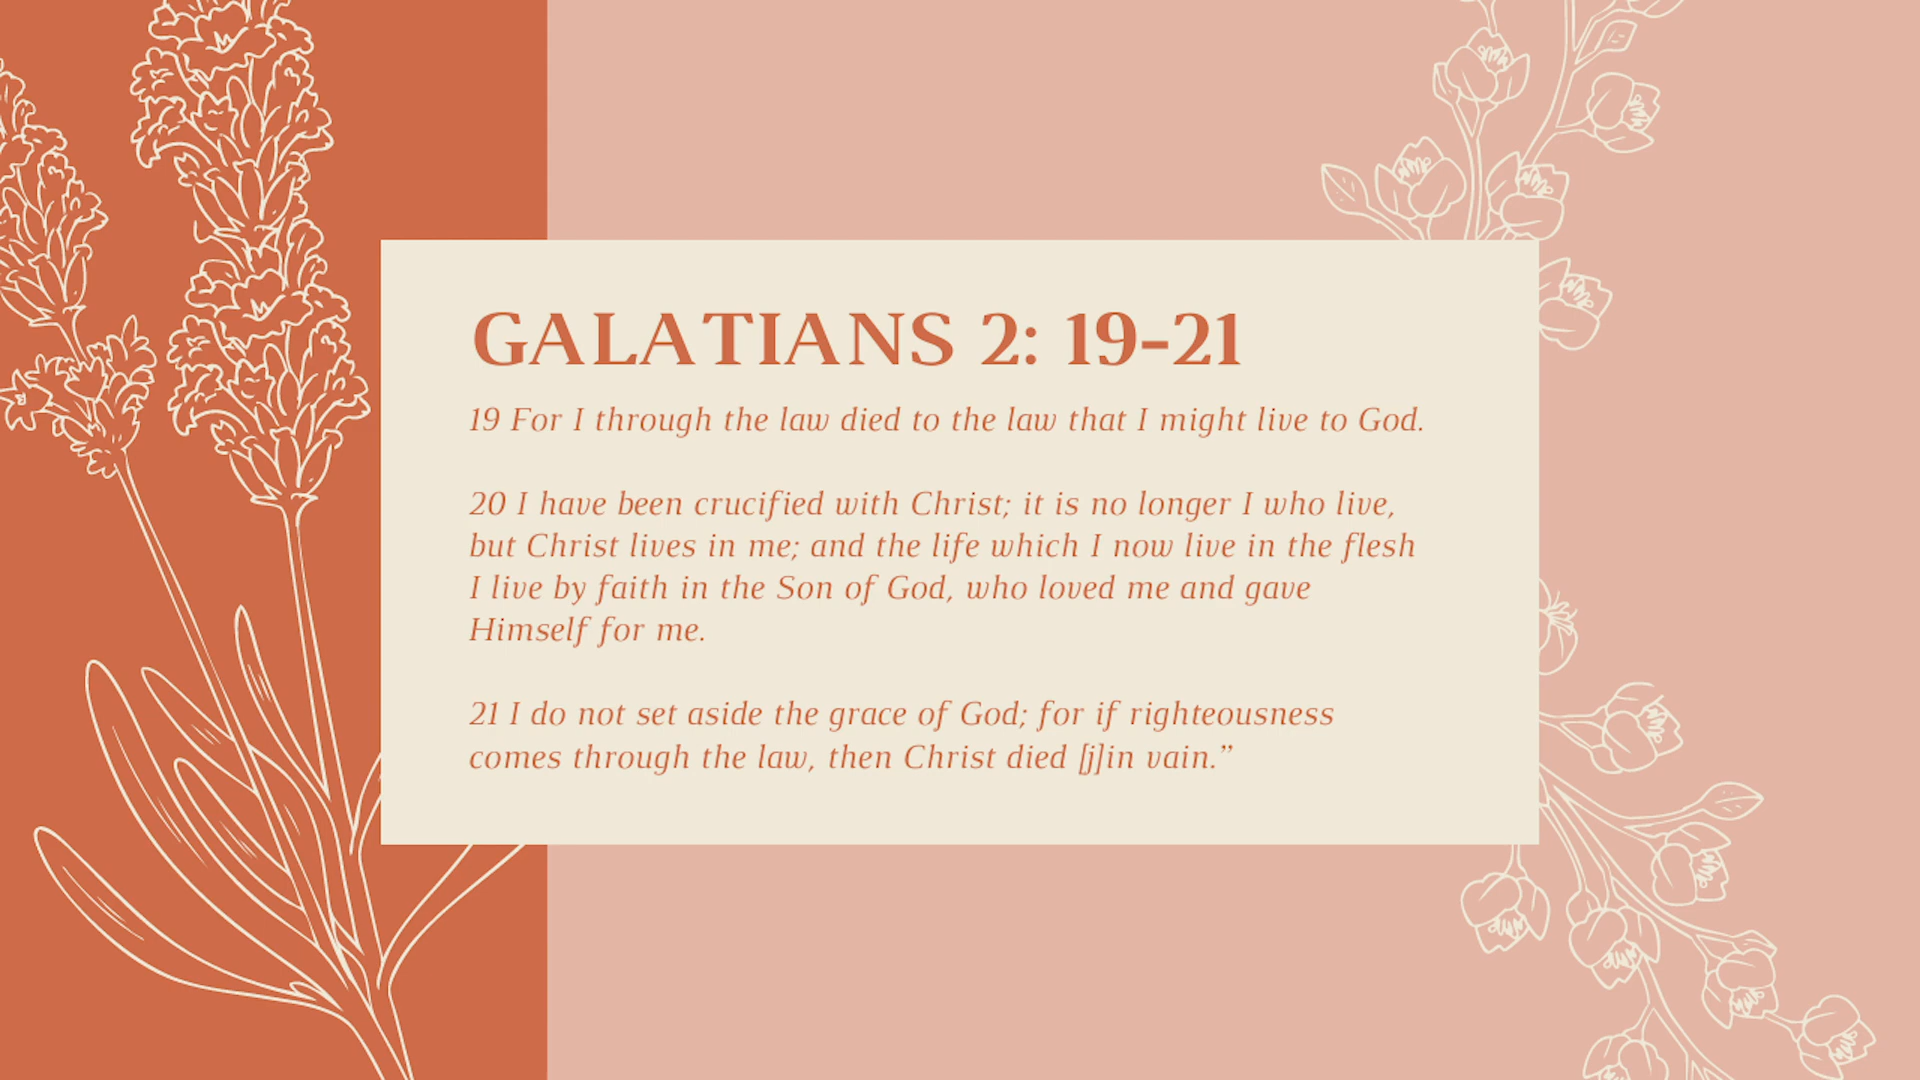 GALATIANS 2: 19-21
19 For I through the law died to the law that I might live to God.
20 I have been crucified with Christ; it is no longer I who live,
but Christ lives in me; and the life which I now live in the flesh
I live by faith in the Son of God, who loved me and gave
Himself for me.
21 I do not set aside the grace of God; for if righteousness
comes through the law, then Christ died [j]in vain.”